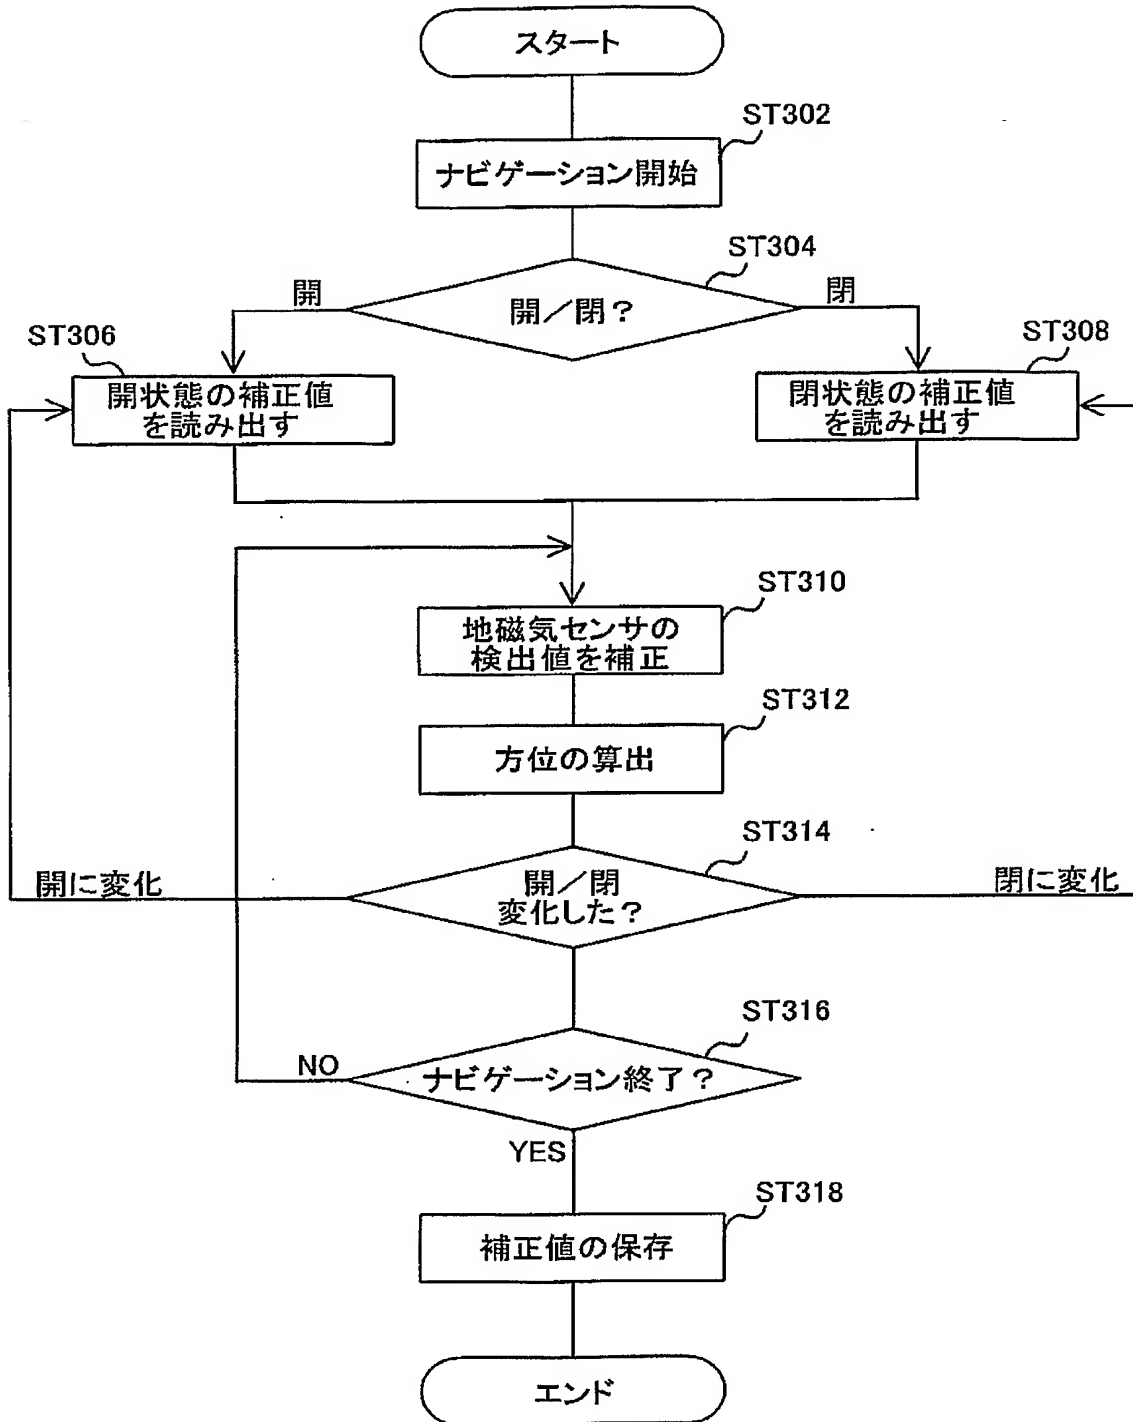 スタート
ST302
ナビゲーション開始
ST304
開
開／閉？
閉
ST306
開状態の補正値
を読み出す
ST308
閉状態の補正値
を読み出す
ST310
地磁気センサの
検出値を補正
ST312
方位の算出
ST314
開に変化
開／閉
変化した？
閉に変化
ST316
NO
ナビゲーション終了？
YES
ST318
補正値の保存
エンド